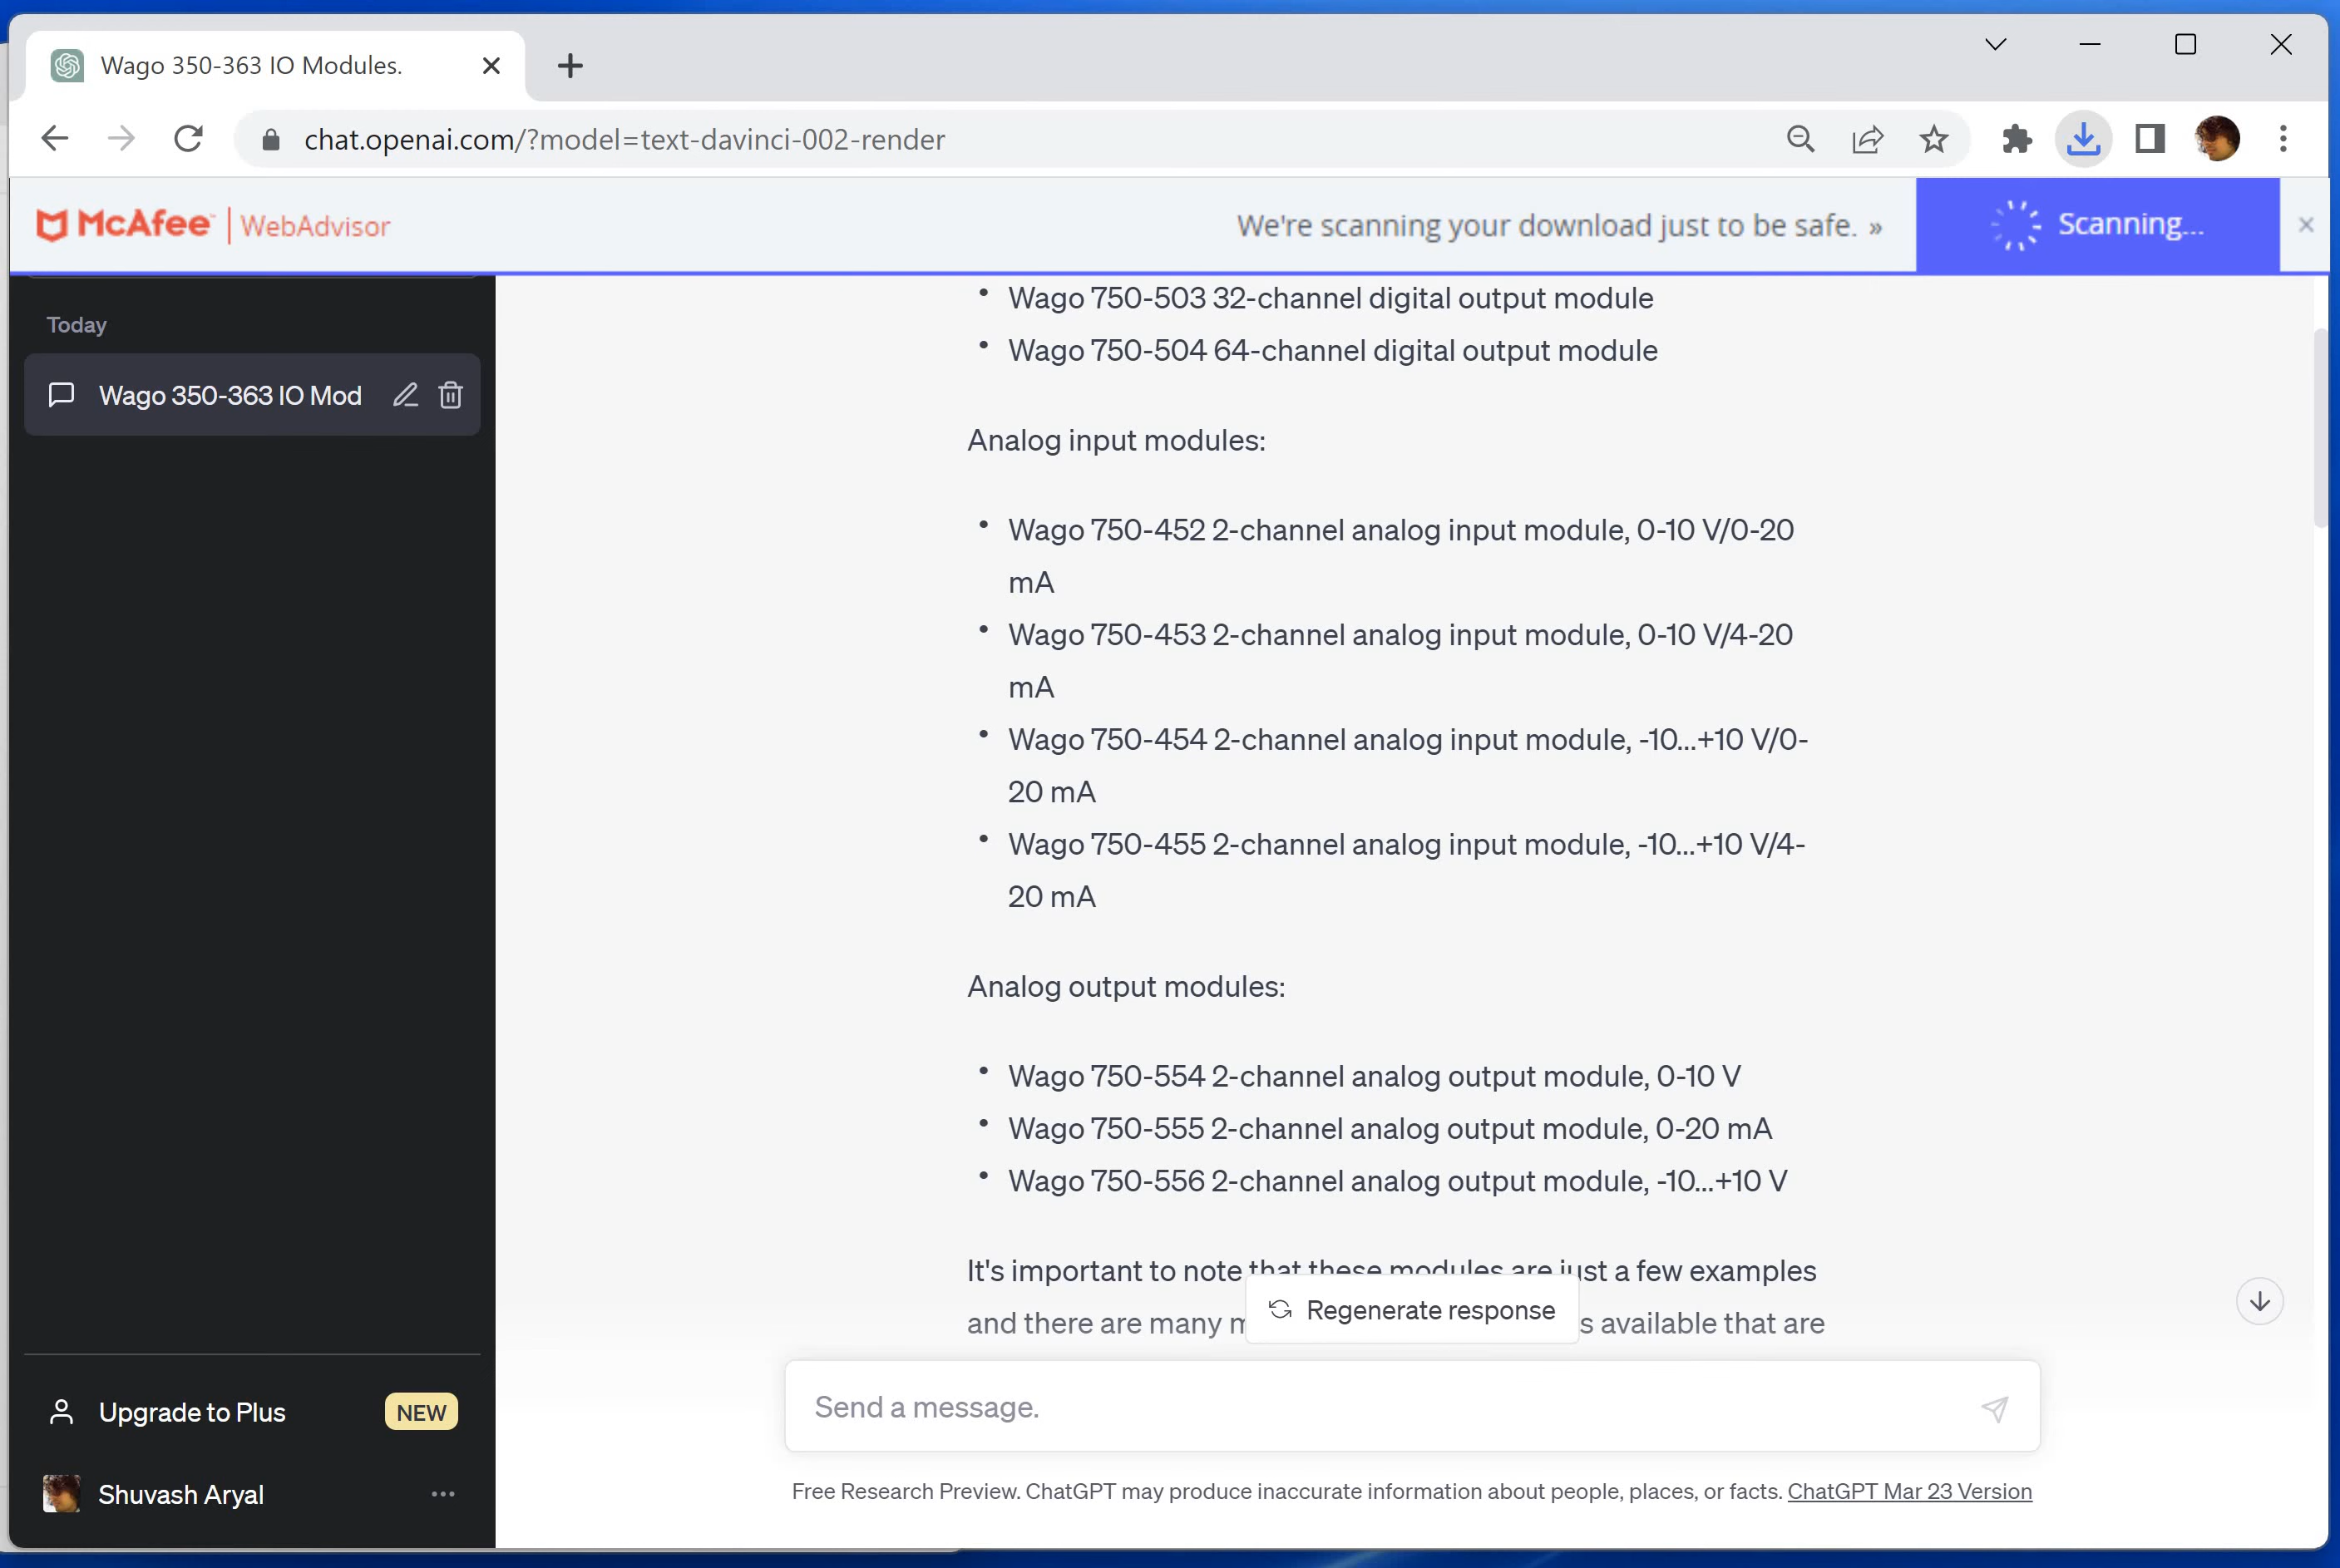 Wago 350-363 IO Modules.
chat.openai.com/?model=text-davinci-002-render
McAfee™ | WebAdvisor
We're scanning your download just to be safe. »
Scanning...
Today
Wago 350-363 IO Mod
• Wago 750-503 32-channel digital output module
• Wago 750-504 64-channel digital output module
Analog input modules:
• Wago 750-452 2-channel analog input module, 0-10 V/0-20
mA
• Wago 750-453 2-channel analog input module, 0-10 V/4-20
mA
• Wago 750-454 2-channel analog input module, -10...+10 V/0-
20 mA
• Wago 750-455 2-channel analog input module, -10...+10 V/4-
20 mA
Analog output modules:
• Wago 750-554 2-channel analog output module, 0-10 V
• Wago 750-555 2-channel analog output module, 0-20 mA
• Wago 750-556 2-channel analog output module, -10...+10 V
It's important to note that these modules are just a few examples
and there are many
s available that are
Regenerate response
Send a message.
Free Research Preview. ChatGPT may produce inaccurate information about people, places, or facts. ChatGPT Mar 23 Version
Upgrade to Plus
NEW
Shuvash Aryal